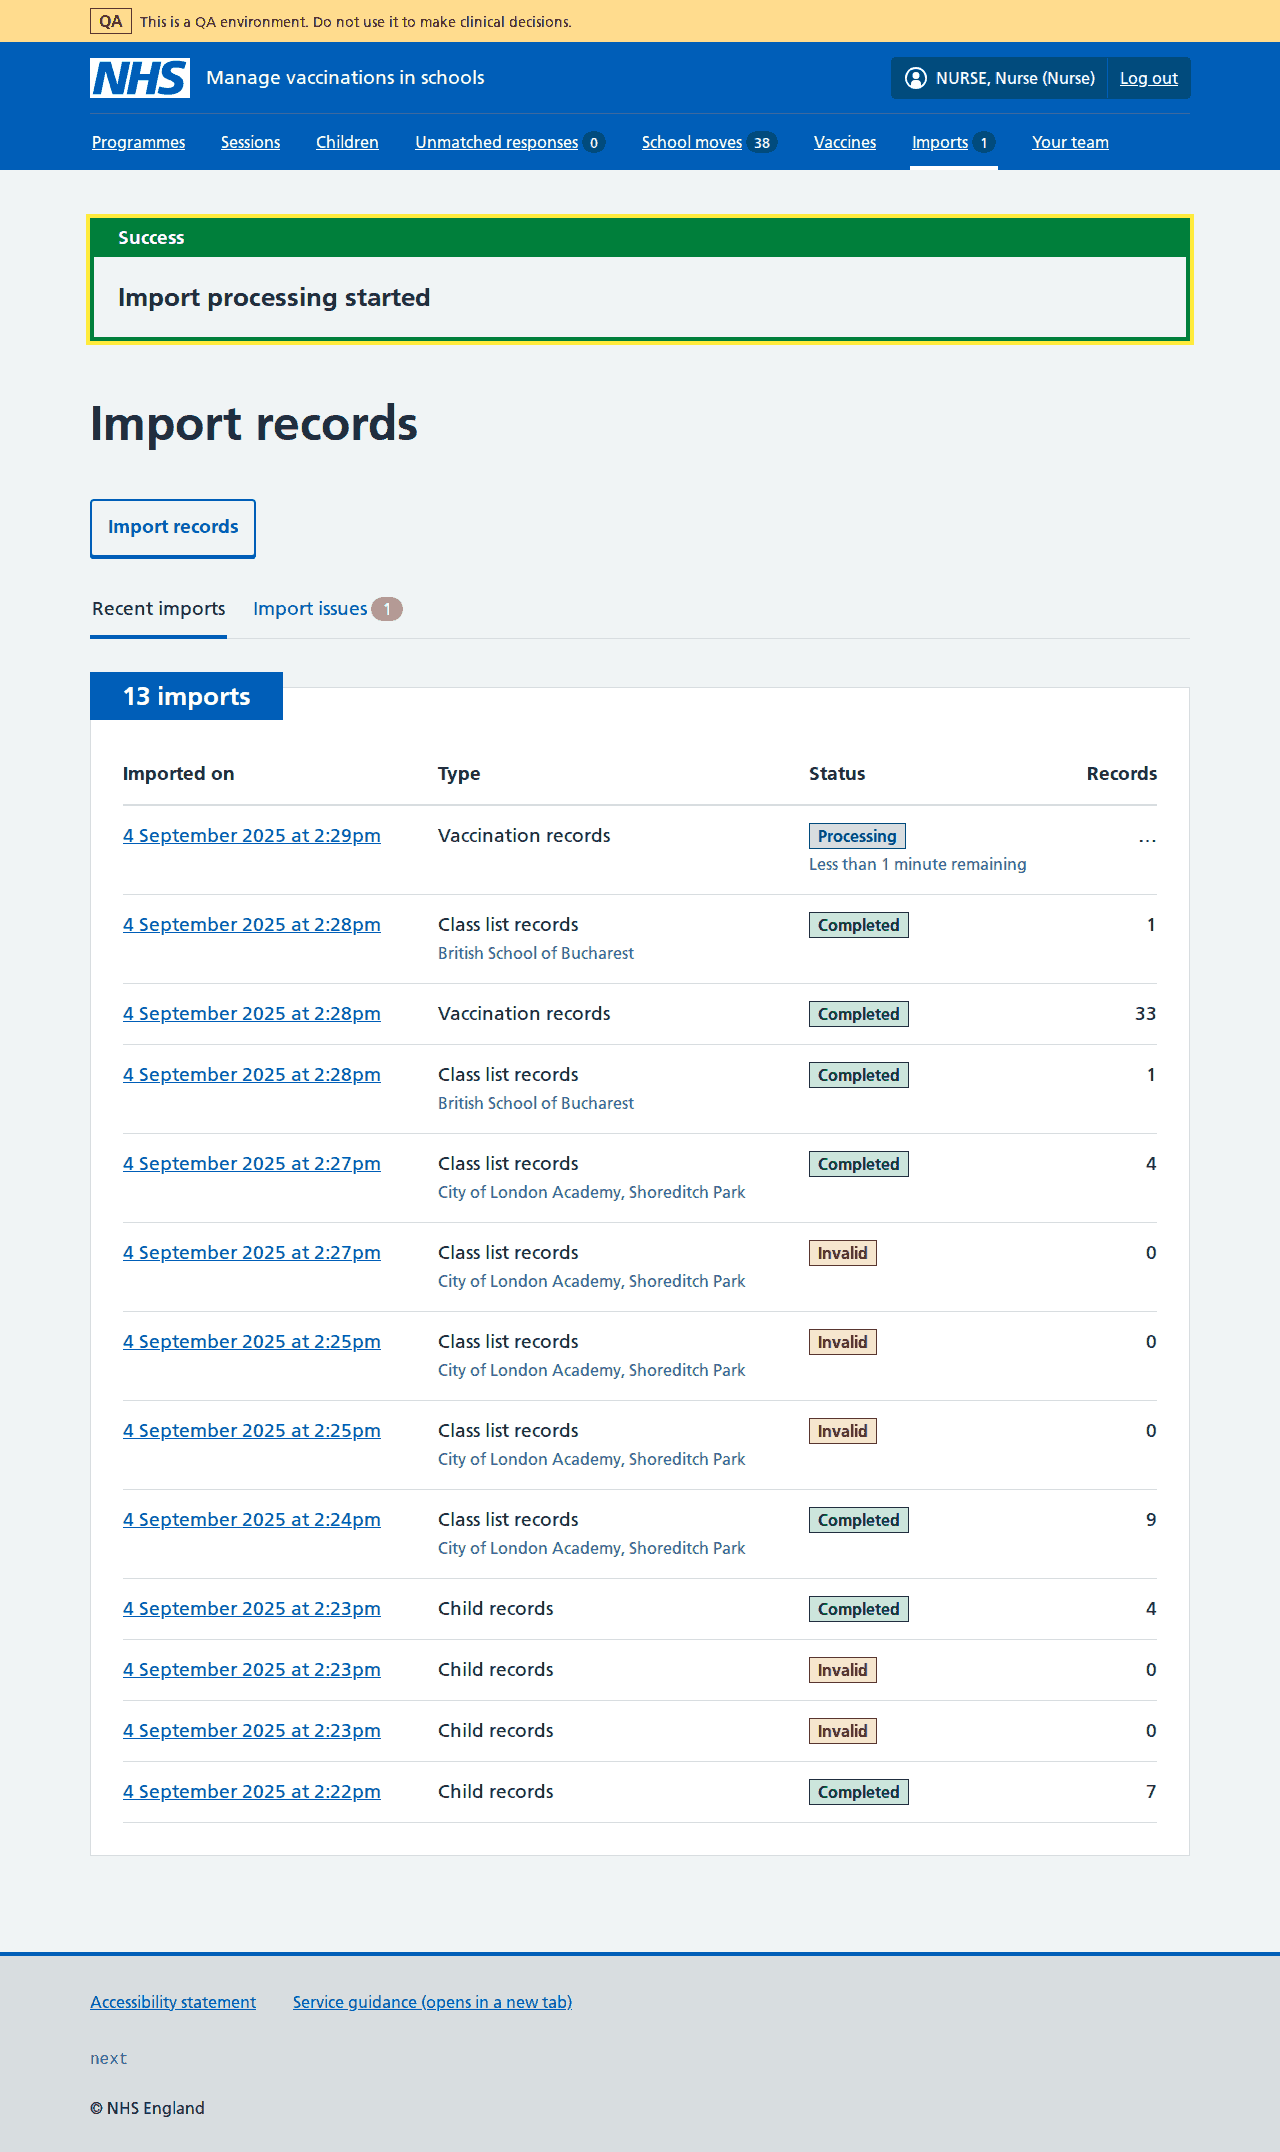 QA This is a QA environment. Do not use it to make clinical decisions.
NHS Manage vaccinations in schools NURSE, Nurse (Nurse) Log out
Programmes Sessions Children Unmatched responses 0 School moves 38 Vaccines Imports 1 Your team
Success
Import processing started
Import records
Import records
Recent imports Import issues 1
13 imports
Imported on Type Status Records
4 September 2025 at 2:29pm Vaccination records Processing …
Less than 1 minute remaining
4 September 2025 at 2:28pm Class list records Completed 1
British School of Bucharest
4 September 2025 at 2:28pm Vaccination records Completed 33
4 September 2025 at 2:28pm Class list records Completed 1
British School of Bucharest
4 September 2025 at 2:27pm Class list records Completed 4
City of London Academy, Shoreditch Park
4 September 2025 at 2:27pm Class list records Invalid 0
City of London Academy, Shoreditch Park
4 September 2025 at 2:25pm Class list records Invalid 0
City of London Academy, Shoreditch Park
4 September 2025 at 2:25pm Class list records Invalid 0
City of London Academy, Shoreditch Park
4 September 2025 at 2:24pm Class list records Completed 9
City of London Academy, Shoreditch Park
4 September 2025 at 2:23pm Child records Completed 4
4 September 2025 at 2:23pm Child records Invalid 0
4 September 2025 at 2:23pm Child records Invalid 0
4 September 2025 at 2:22pm Child records Completed 7
Accessibility statement Service guidance (opens in a new tab)
next
© NHS England